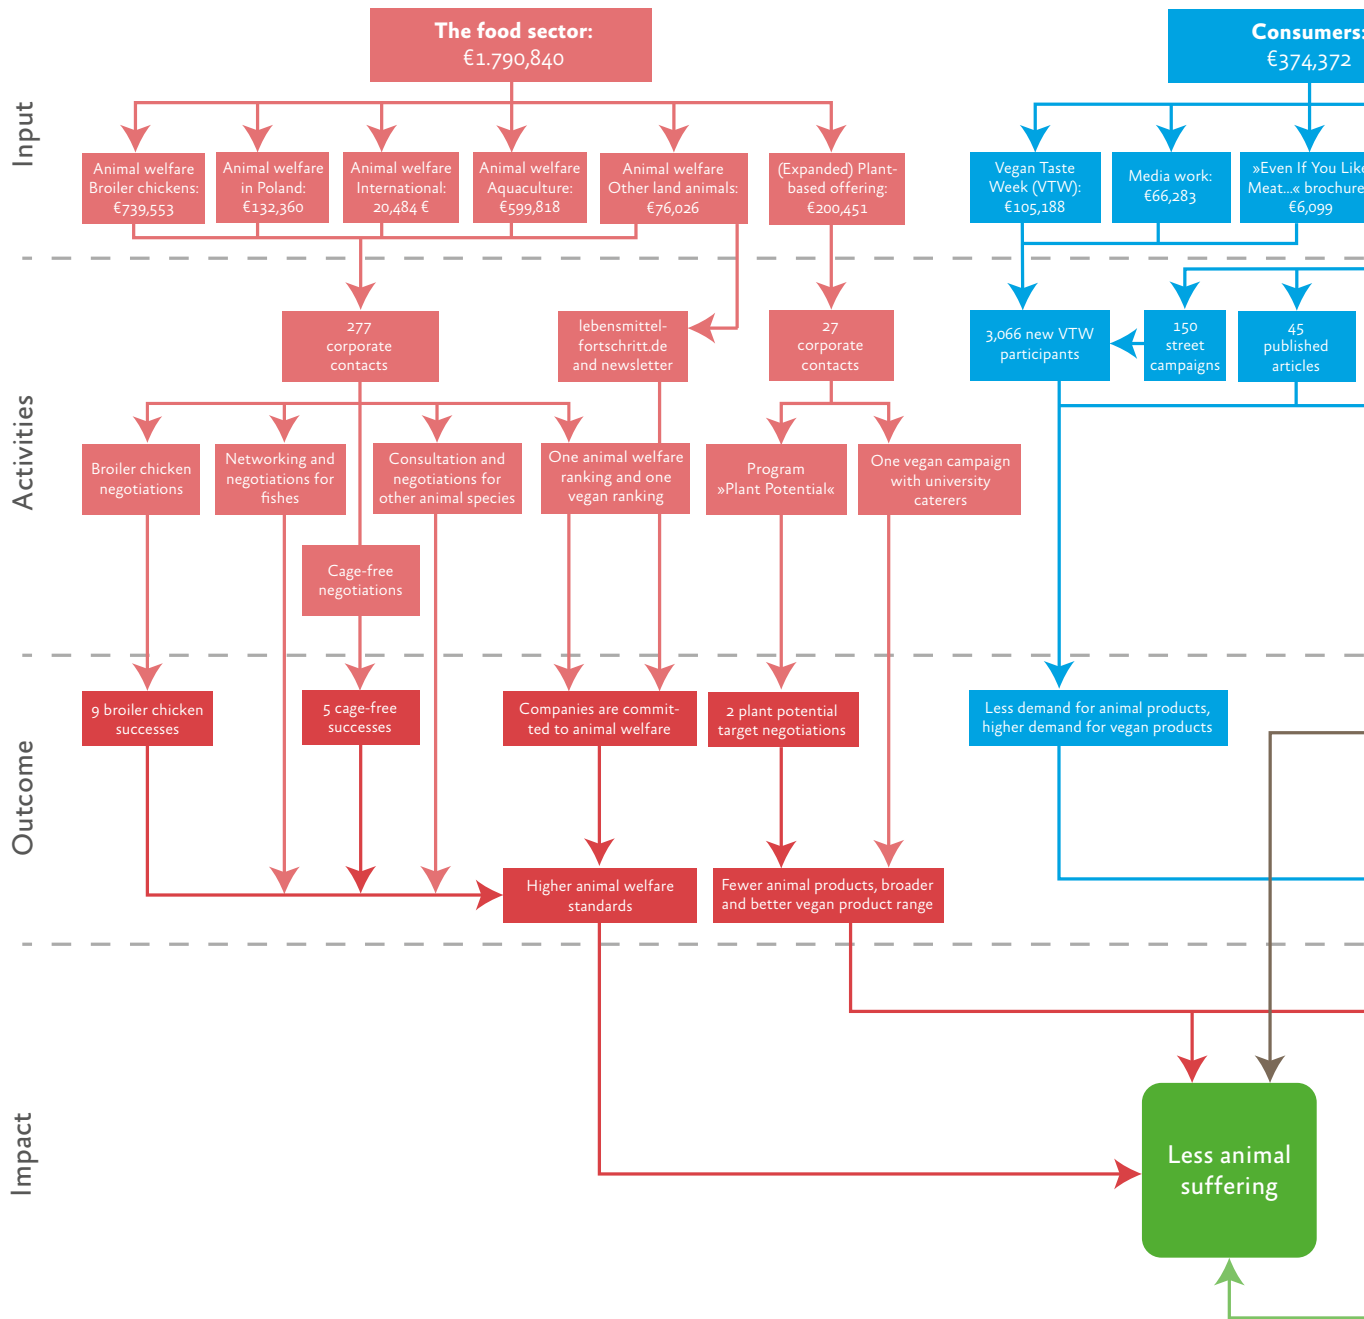 The food sector:
€1.790,840
Consumers:
€374,372
Input
Animal welfare
Broiler chickens:
€739,553
Animal welfare
in Poland:
€132,360
Animal welfare
International:
20,484 €
Animal welfare
Aquaculture:
€599,818
Animal welfare
Other land animals:
€76,026
(Expanded) Plant-
based offering:
€200,451
Vegan Taste
Week (VTW):
€105,188
Media work:
€66,283
»Even If You Like
Meat...« brochure
€6,099
Activities
277
corporate
contacts
lebensmittel-
fortschritt.de
and newsletter
27
corporate
contacts
3,066 new VTW
participants
150
street
campaigns
45
published
articles
Broiler chicken
negotiations
Networking and
negotiations for
fishes
Consultation and
negotiations for
other animal species
One animal welfare
ranking and one
vegan ranking
Program
»Plant Potential«
One vegan campaign
with university
caterers
Cage-free
negotiations
Outcome
9 broiler chicken
successes
5 cage-free
successes
Companies are commit-
ted to animal welfare
2 plant potential
target negotiations
Less demand for animal products,
higher demand for vegan products
Higher animal welfare
standards
Fewer animal products, broader
and better vegan product range
Impact
Less animal
suffering